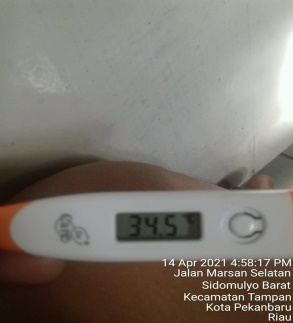 34.5 °C
14 Apr 2021 4:58:17 PM
Jalan Marsan Selatan
Sidomulyo Barat
Kecamatan Tampan
Kota Pekanbaru
Riau